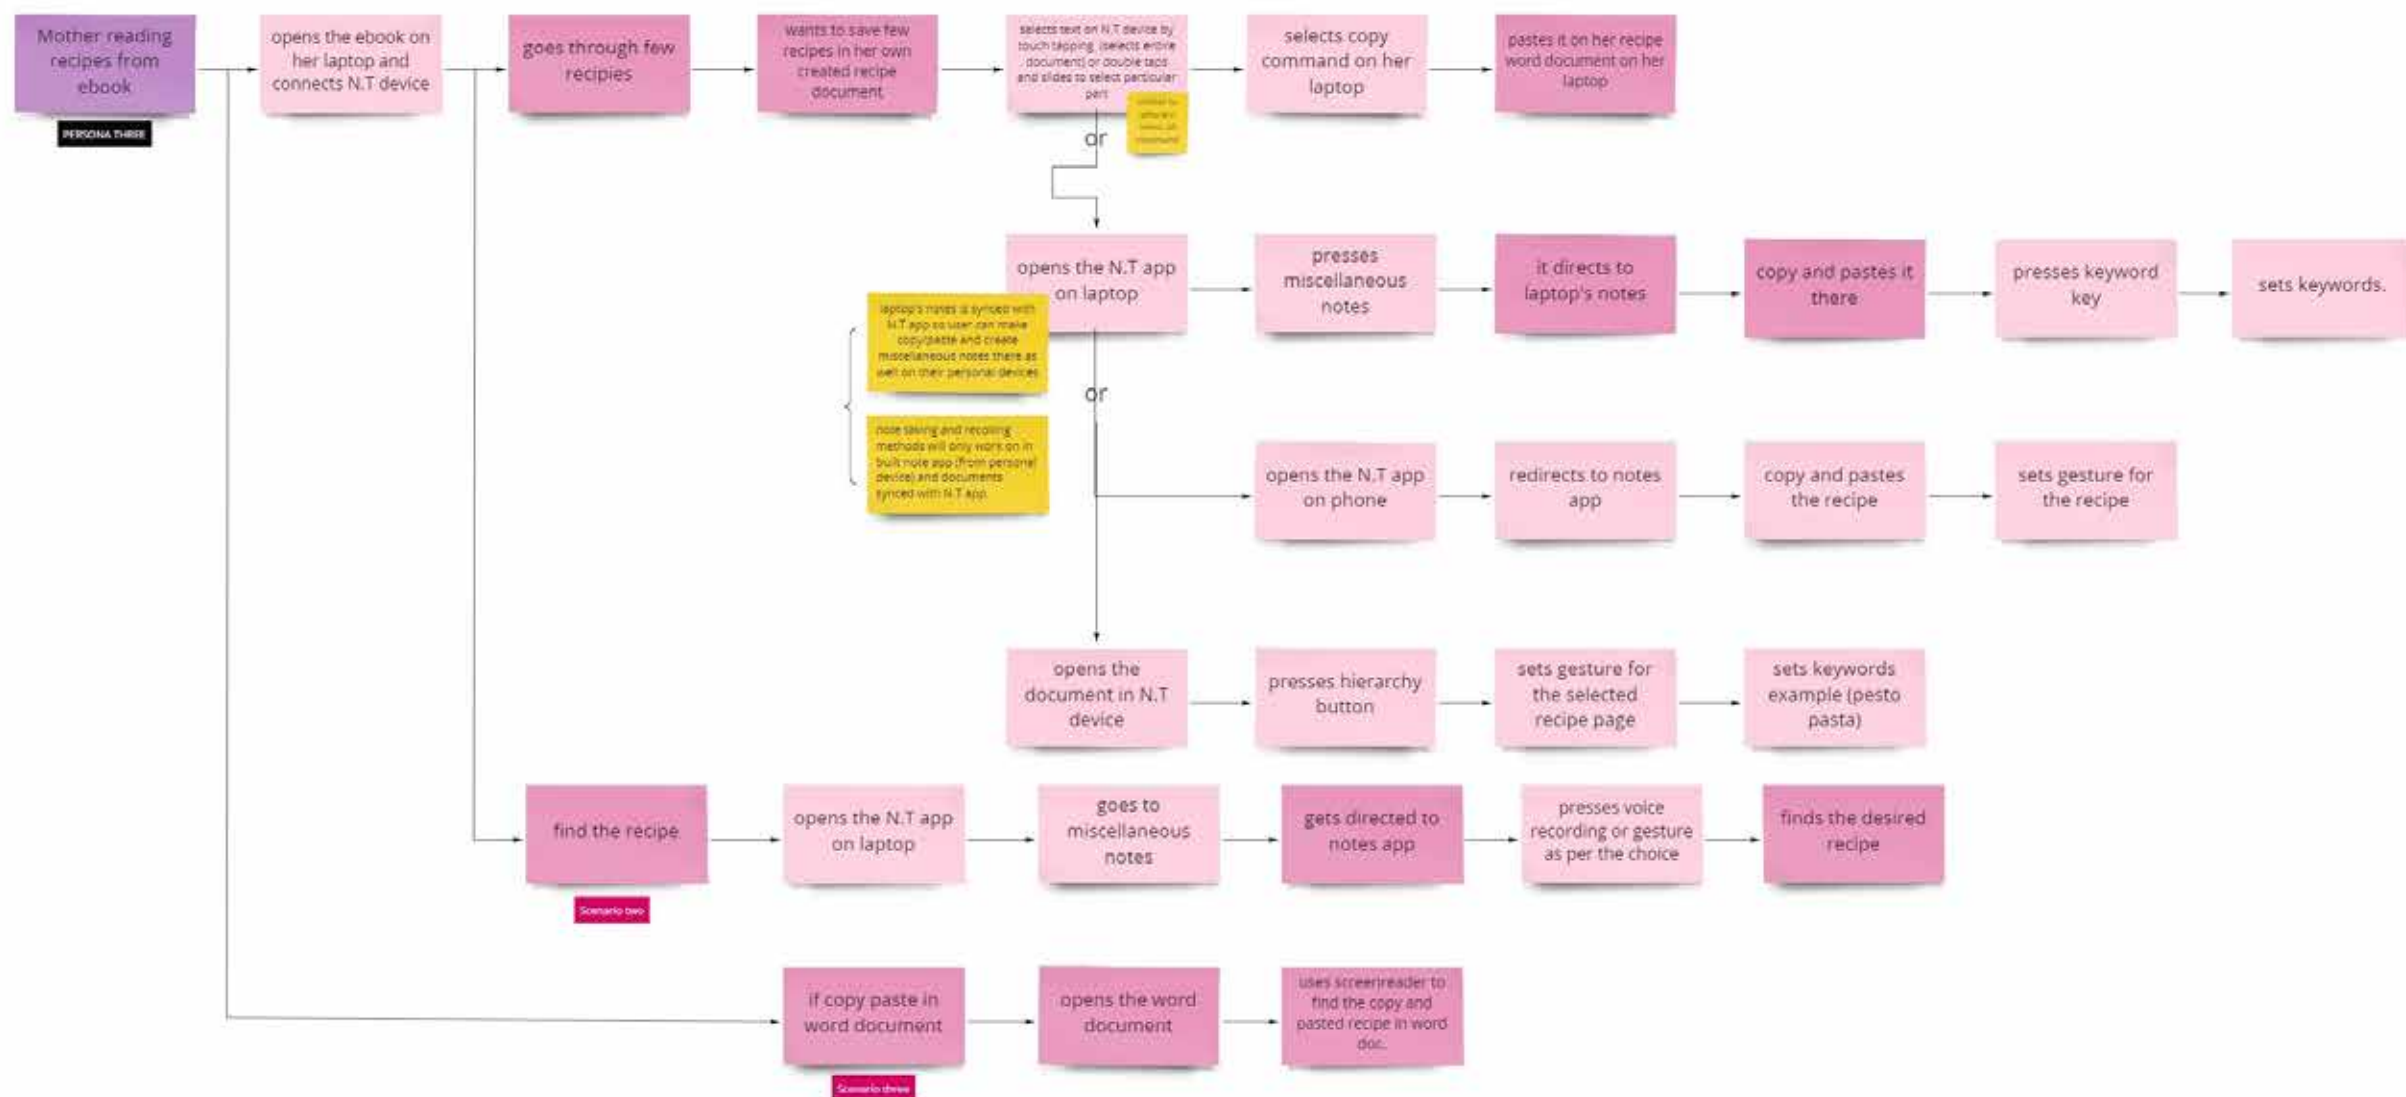 Mother reading
recipes from
ebook
PERSONA THREE
opens the ebook on
her laptop and
connects N.T device
goes through few
recipies
wants to save few
recipes in her own
created recipe
document
selects text on N.T device by
touch tapping (selects entire
document) or double taps
and slides to select particular
part
or
selects copy
command on her
laptop
pastes it on her recipe
word document on her
laptop
opens the N.T app
on laptop
presses
miscellaneous
notes
it directs to
laptop's notes
copy and pastes it
there
presses keyword
key
sets keywords.
laptop's notes is synced with
N.T app so user can make
copy/paste and create
miscellaneous notes there as
well on their personal devices
or
note saving and recalling
methods will only work on in
built note app (from personal
device) and documents
synced with N.T app
opens the N.T app
on phone
redirects to notes
app
copy and pastes
the recipe
sets gesture for
the recipe
opens the
document in N.T
device
presses hierarchy
button
sets gesture for
the selected
recipe page
sets keywords
example (pesto
pasta)
find the recipe
Scenario two
opens the N.T app
on laptop
goes to
miscellaneous
notes
gets directed to
notes app
presses voice
recording or gesture
as per the choice
finds the desired
recipe
if copy paste in
word document
Scenario three
opens the word
document
uses screenreader to
find the copy and
pasted recipe in word
doc.